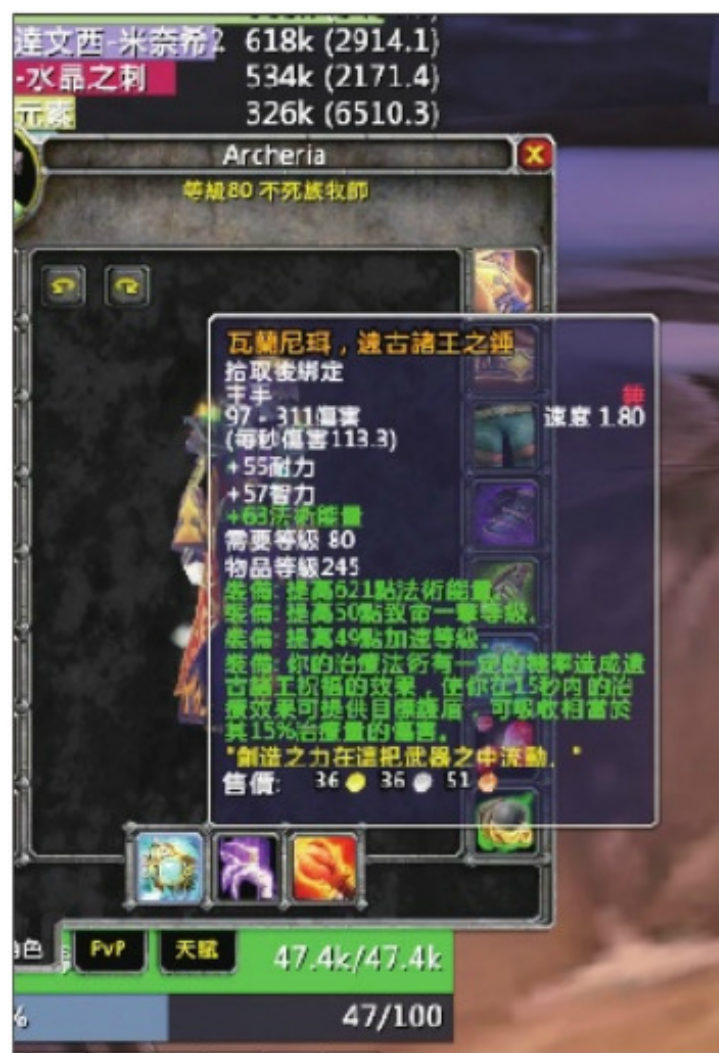 達文西-米奈希2 618k (2914.1)
-水晶之刺 534k (2171.4)
元素 326k (6510.3)
Archeria
等級80 不死族牧師
瓦蘭尼珥，遠古諸王之錘
拾取後綁定
主手 錘
97 - 311傷害 速度 1.80
(每秒傷害113.3)
+55耐力
+57智力
+63法術能量
需要等級 80
物品等級245
裝備: 提高621點法術能量。
裝備: 提高50點致命一擊等級。
裝備: 提高49點加速等級。
裝備: 你的治療法術有一定的機率造成遠
古諸王祝福的效果，使你在15秒內的治
療效果可提供目標護盾，可吸收相當於
其15%治療量的傷害。
"創造之力在這把武器之中流動。"
售價: 36 36 51
角色 PvP 天賦 47.4k/47.4k
% 47/100